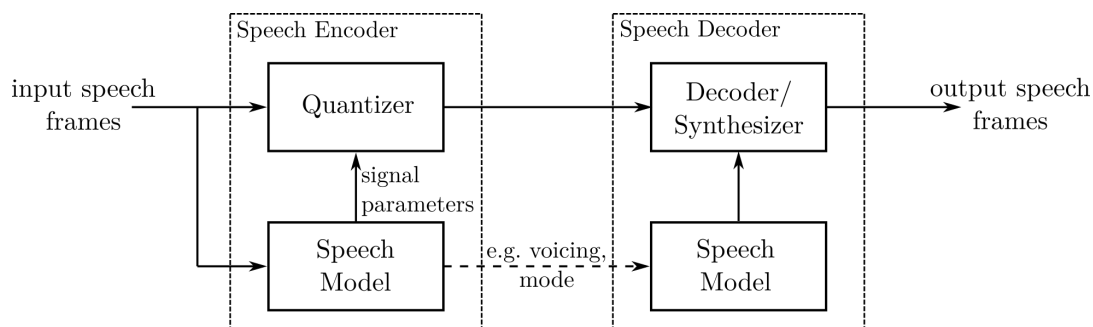 Speech Encoder
Speech Decoder
input speech
frames
Quantizer
Decoder/
Synthesizer
output speech
frames
signal
parameters
Speech
Model
e.g. voicing,
mode
Speech
Model